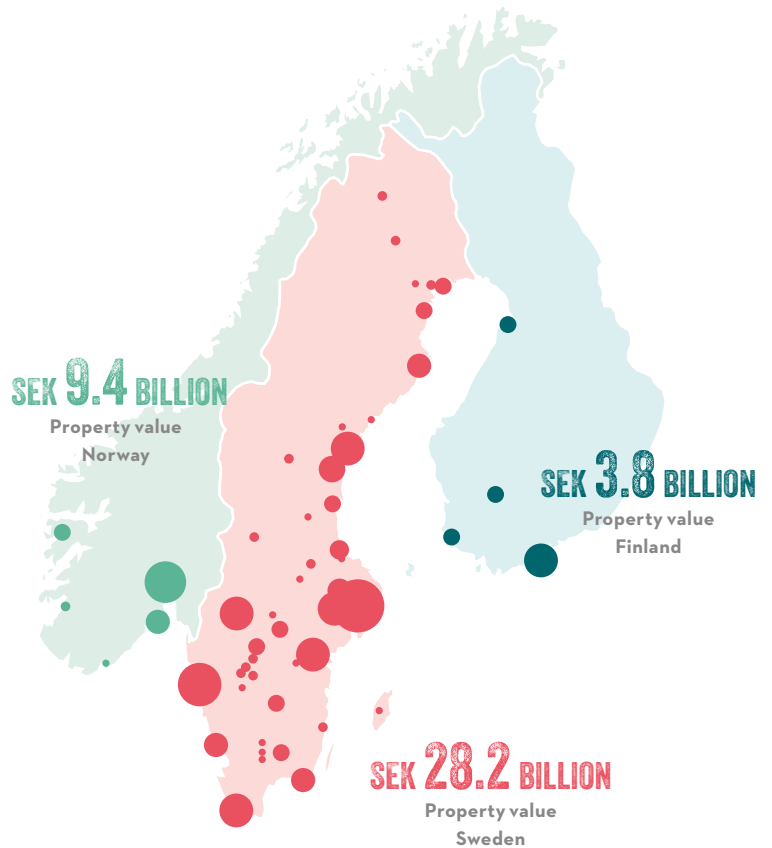 SEK 9.4 BILLION
Property value
Norway
SEK 3.8 BILLION
Property value
Finland
SEK 28.2 BILLION
Property value
Sweden